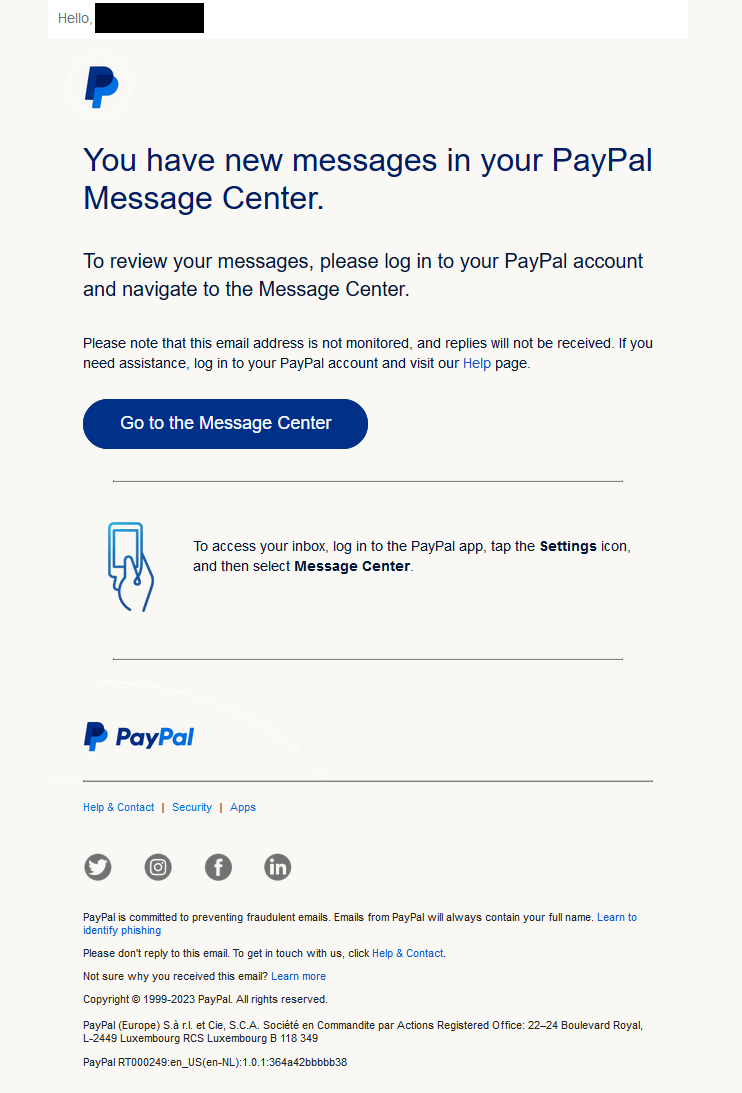 Hello,
You have new messages in your PayPal
Message Center.
To review your messages, please log in to your PayPal account
and navigate to the Message Center.
Please note that this email address is not monitored, and replies will not be received. If you
need assistance, log in to your PayPal account and visit our Help page.
Go to the Message Center
To access your inbox, log in to the PayPal app, tap the Settings icon,
and then select Message Center.
PayPal
Help & Contact | Security | Apps
PayPal is committed to preventing fraudulent emails. Emails from PayPal will always contain your full name. Learn to
identify phishing
Please don't reply to this email. To get in touch with us, click Help & Contact.
Not sure why you received this email? Learn more
Copyright © 1999-2023 PayPal. All rights reserved.
PayPal (Europe) S.à r.l. et Cie, S.C.A. Société en Commandite par Actions Registered Office: 22–24 Boulevard Royal,
L-2449 Luxembourg RCS Luxembourg B 118 349
PayPal RT000249:en_US(en-NL):1.0.1:364a42bbbbb38